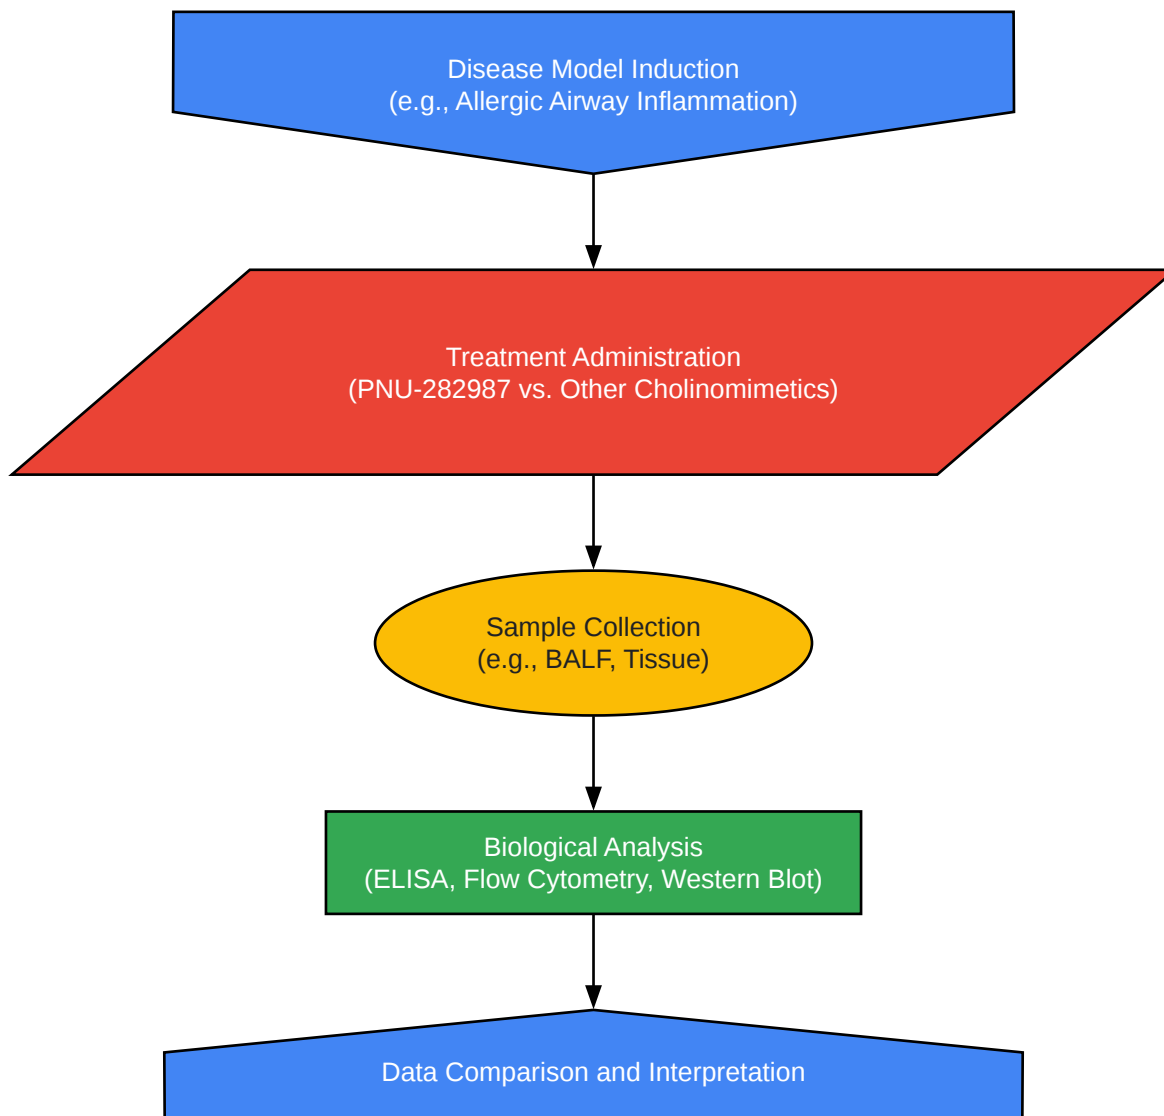 Disease Model Induction
(e.g., Allergic Airway Inflammation)
Treatment Administration
(PNU-282987 vs. Other Cholinomimetics)
Sample Collection
(e.g., BALF, Tissue)
Biological Analysis
(ELISA, Flow Cytometry, Western Blot)
Data Comparison and Interpretation